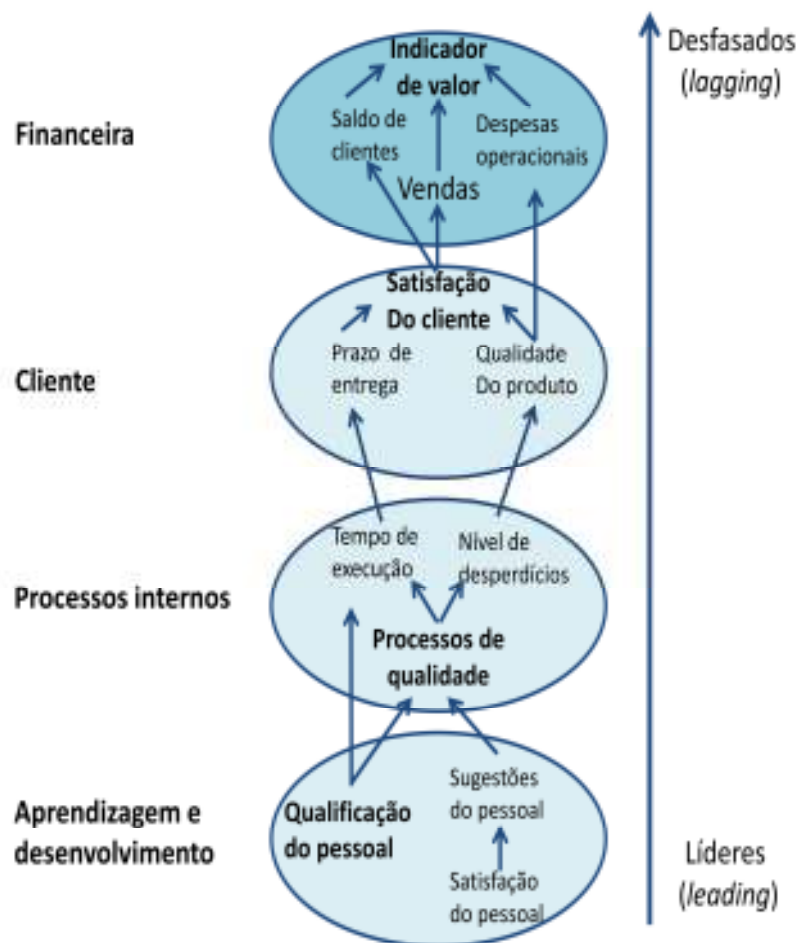 Indicador
de valor
Desfasados
(lagging)
Financeira
Saldo de
clientes
Despesas
operacionais
Vendas
Satisfação
Do cliente
Cliente
Prazo de
entrega
Qualidade
Do produto
Processos internos
Tempo de
execução
Nível de
desperdícios
Processos de
qualidade
Aprendizagem e
desenvolvimento
Qualificação
do pessoal
Sugestões
do pessoal
Satisfação
do pessoal
Líderes
(leading)